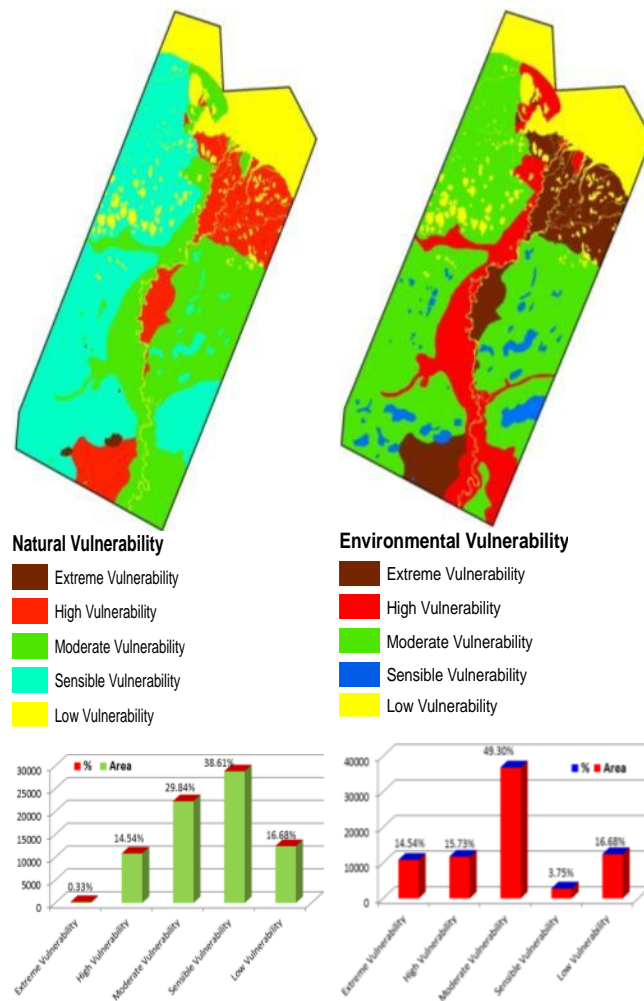 Natural Vulnerability
Extreme Vulnerability
High Vulnerability
Moderate Vulnerability
Sensible Vulnerability
Low Vulnerability
Environmental Vulnerability
Extreme Vulnerability
High Vulnerability
Moderate Vulnerability
Sensible Vulnerability
Low Vulnerability
% Area
30000
25000
20000
15000
10000
5000
0
0.33%
14.54%
29.84%
38.61%
16.68%
Extreme Vulnerability
High Vulnerability
Moderate Vulnerability
Sensible Vulnerability
Low Vulnerability
% Area
40000
30000
20000
10000
0
14.54%
15.73%
49.30%
3.75%
16.68%
Extreme Vulnerability
High Vulnerability
Moderate Vulnerability
Sensible Vulnerability
Low Vulnerability